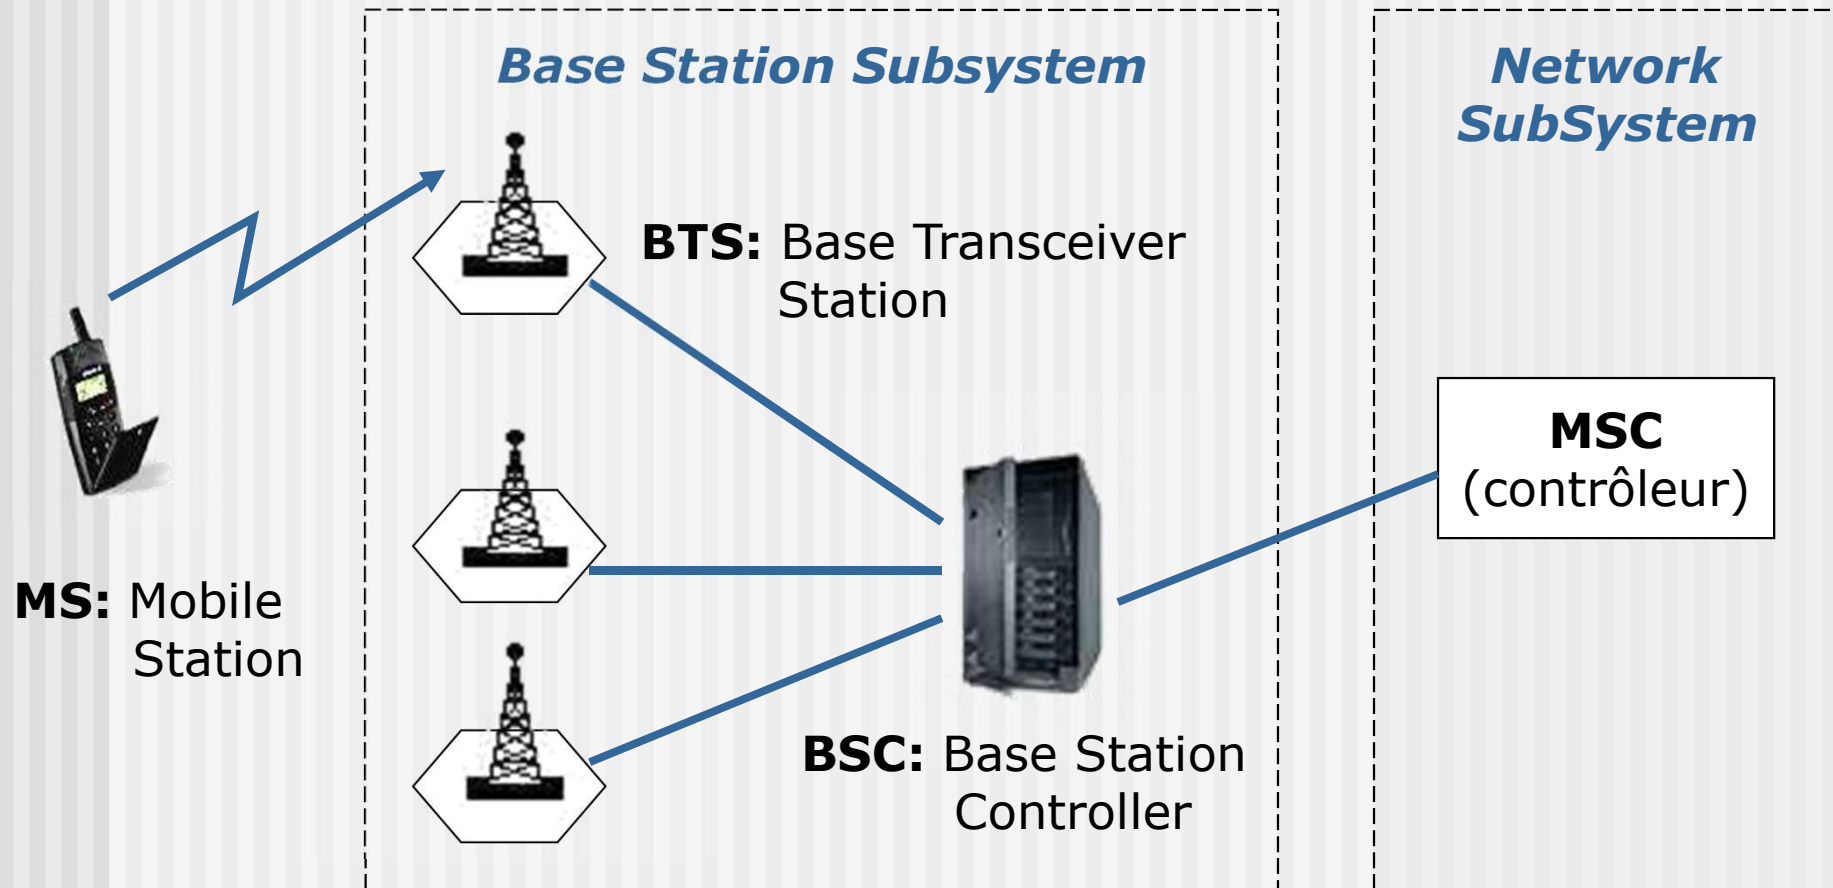 Base Station Subsystem
Network
SubSystem
BTS: Base Transceiver
Station
MSC
(contrôleur)
MS: Mobile
Station
BSC: Base Station
Controller